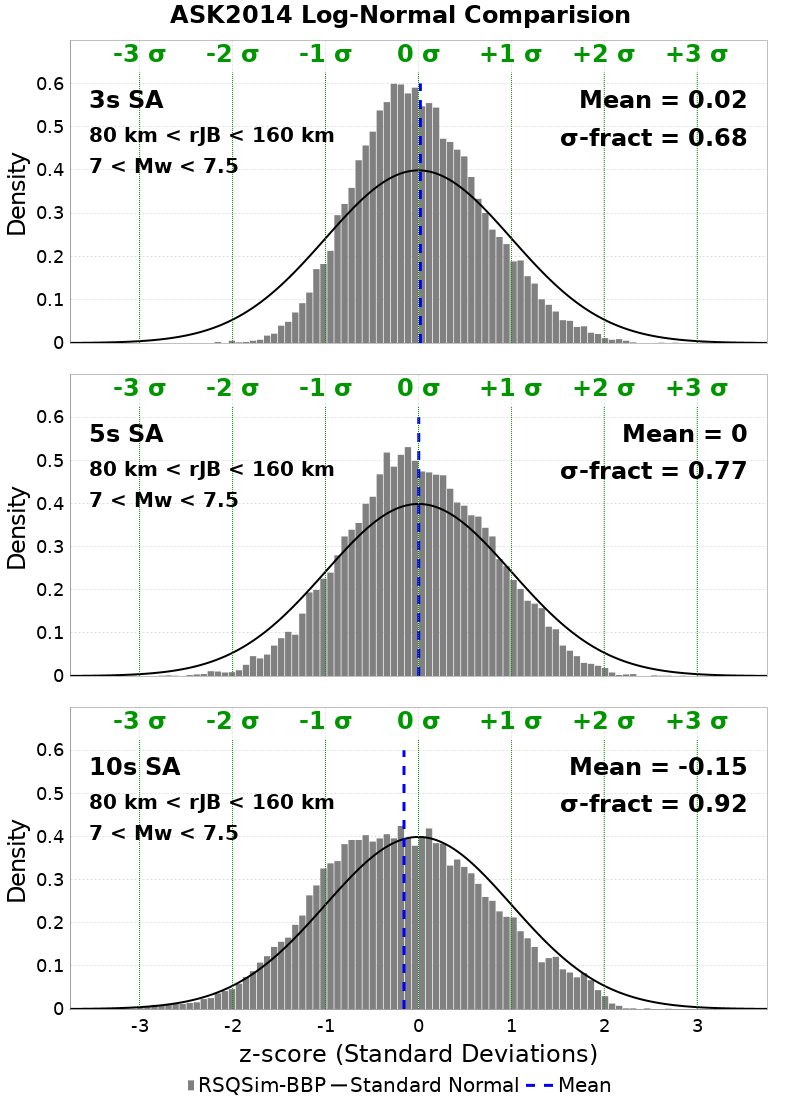 ASK2014 Log-Normal Comparision
-3 σ -2 σ -1 σ 0 σ +1 σ +2 σ +3 σ
3s SA
Mean = 0.02
80 km < rJB < 160 km
σ-fract = 0.68
7 < Mw < 7.5
Density
0.6
0.5
0.4
0.3
0.2
0.1
0
-3 σ -2 σ -1 σ 0 σ +1 σ +2 σ +3 σ
5s SA
Mean = 0
80 km < rJB < 160 km
σ-fract = 0.77
7 < Mw < 7.5
Density
0.6
0.5
0.4
0.3
0.2
0.1
0
-3 σ -2 σ -1 σ 0 σ +1 σ +2 σ +3 σ
10s SA
Mean = -0.15
80 km < rJB < 160 km
σ-fract = 0.92
7 < Mw < 7.5
Density
0.6
0.5
0.4
0.3
0.2
0.1
0
-3 -2 -1 0 1 2 3
z-score (Standard Deviations)
RSQSim-BBP Standard Normal Mean